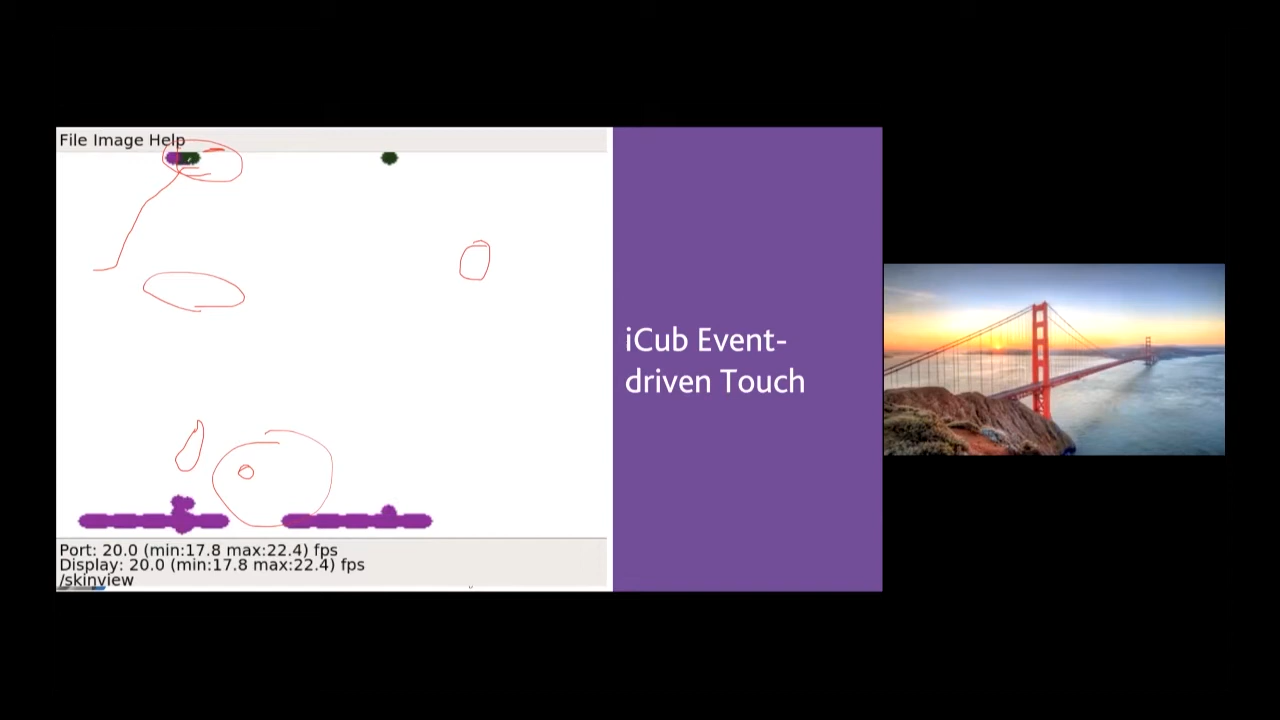 File Image Help
iCub Event-
driven Touch
Port: 20.0 (min:17.8 max:22.4) fps
Display: 20.0 (min:17.8 max:22.4) fps
/skinview